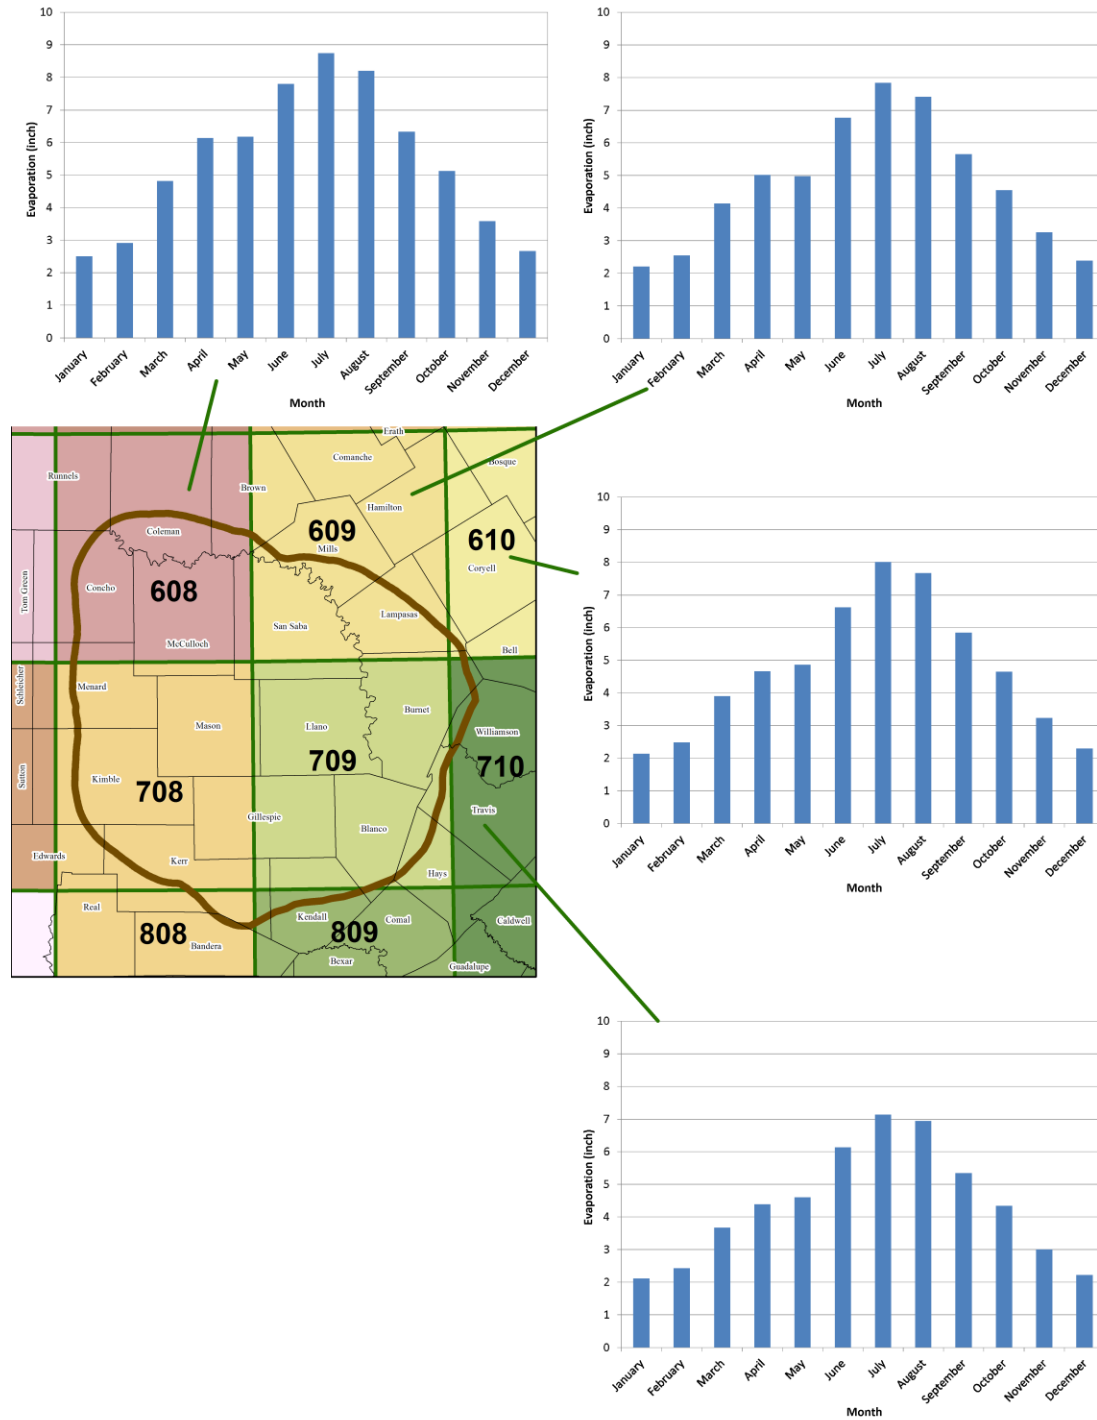 10
9
8
7
6
5
4
3
2
1
0
Evaporation (inch)
January
February
March
April
May
June
July
August
September
October
November
December
Month
10
9
8
7
6
5
4
3
2
1
0
Evaporation (inch)
January
February
March
April
May
June
July
August
September
October
November
December
Month
Erath
Comanche
Bosque
Runnels
Brown
Hamilton
Coleman
609
Mills
610
Coryell
Tom Green
Concho
608
San Saba
Lampasas
McCulloch
Bell
Schleicher
Menard
Mason
Llano
Burnet
Williamson
Sutton
Kimble
708
709
710
Travis
Gillespie
Blanco
Edwards
Kerr
Hays
Real
808
Bandera
Kendall
809
Comal
Caldwell
Bexar
Guadalupe
10
9
8
7
6
5
4
3
2
1
0
Evaporation (inch)
January
February
March
April
May
June
July
August
September
October
November
December
Month
10
9
8
7
6
5
4
3
2
1
0
Evaporation (inch)
January
February
March
April
May
June
July
August
September
October
November
December
Month